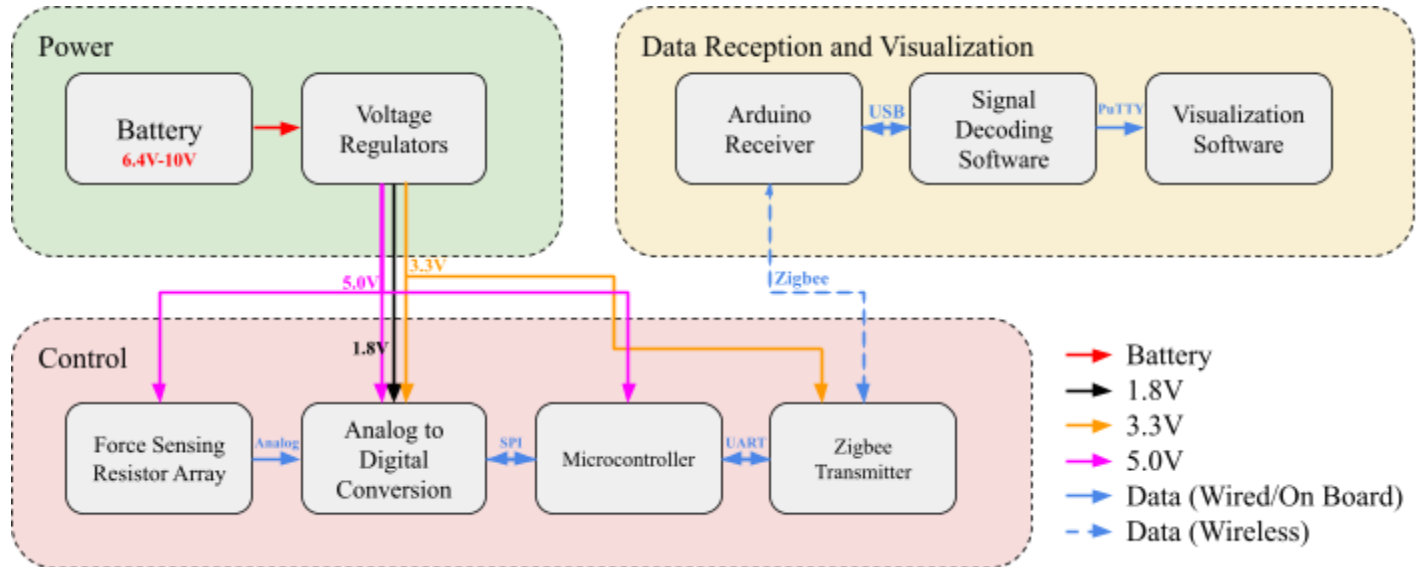 Power
Battery
6.4V-10V
Voltage
Regulators
Data Reception and Visualization
Arduino
Receiver
USB
Signal
Decoding
Software
PuTTY
Visualization
Software
3.3V
5.0V
Zigbee
Control
1.8V
Force Sensing
Resistor Array
Analog
Analog to
Digital
Conversion
SPI
Microcontroller
UART
Zigbee
Transmitter
Battery
1.8V
3.3V
5.0V
Data (Wired/On Board)
Data (Wireless)